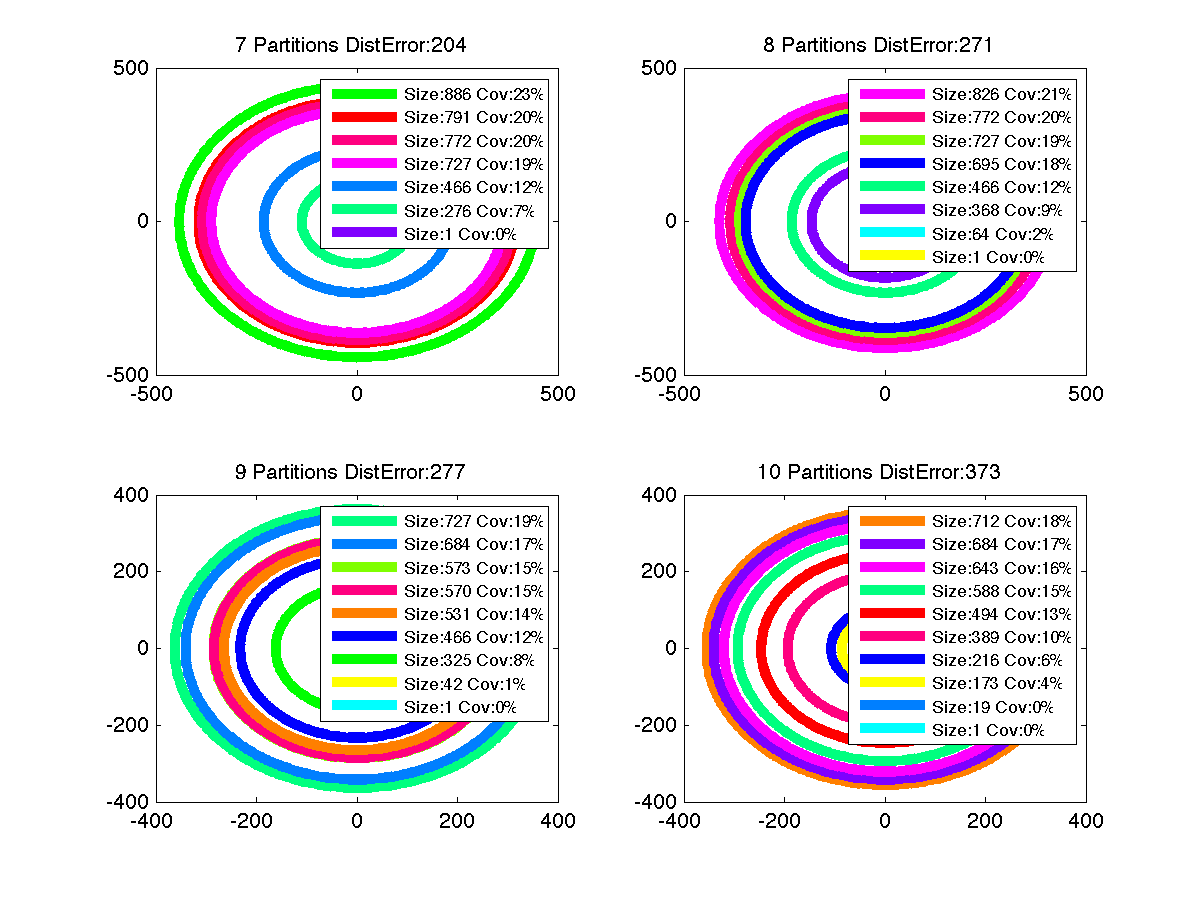 7 Partitions DistError:204
500
0
-500
-500
0
500
Size:886 Cov:23%
Size:791 Cov:20%
Size:772 Cov:20%
Size:727 Cov:19%
Size:466 Cov:12%
Size:276 Cov:7%
Size:1 Cov:0%
8 Partitions DistError:271
500
0
-500
-500
0
500
Size:826 Cov:21%
Size:772 Cov:20%
Size:727 Cov:19%
Size:695 Cov:18%
Size:466 Cov:12%
Size:368 Cov:9%
Size:64 Cov:2%
Size:1 Cov:0%
9 Partitions DistError:277
400
200
0
-200
-400
-400
-200
0
200
400
Size:727 Cov:19%
Size:684 Cov:17%
Size:573 Cov:15%
Size:570 Cov:15%
Size:531 Cov:14%
Size:466 Cov:12%
Size:325 Cov:8%
Size:42 Cov:1%
Size:1 Cov:0%
10 Partitions DistError:373
400
200
0
-200
-400
-400
-200
0
200
400
Size:712 Cov:18%
Size:684 Cov:17%
Size:643 Cov:16%
Size:588 Cov:15%
Size:494 Cov:13%
Size:389 Cov:10%
Size:216 Cov:6%
Size:173 Cov:4%
Size:19 Cov:0%
Size:1 Cov:0%